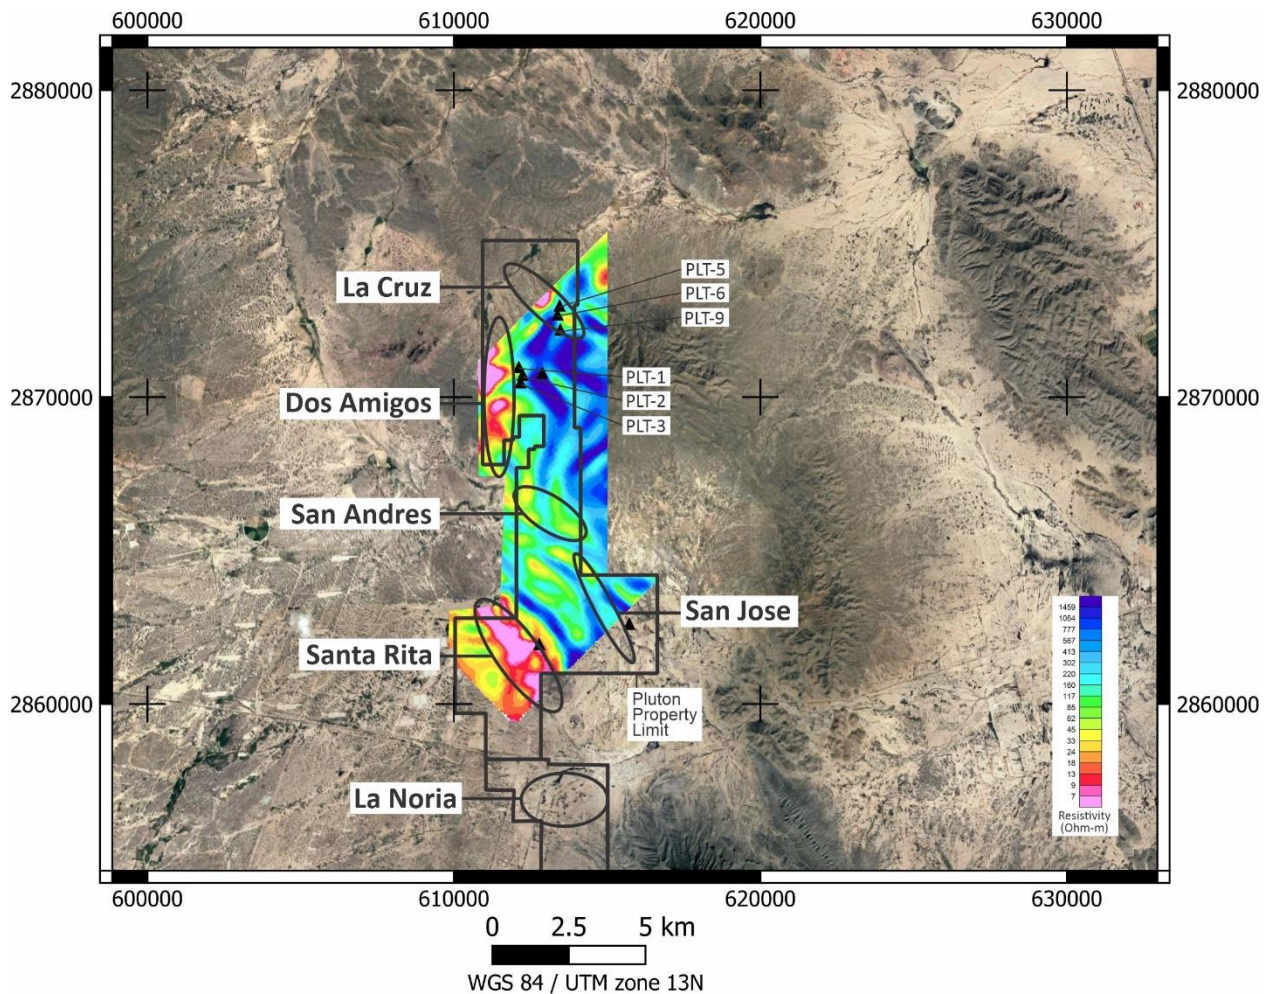 600000
610000
620000
630000
2880000
2880000
PLT-5
La Cruz
PLT-6
PLT-9
PLT-1
2870000
Dos Amigos
PLT-2
2870000
PLT-3
San Andres
San Jose
Santa Rita
1459
1064
777
567
413
302
220
160
117
85
62
45
33
24
18
13
9
7
Resistivity
(Ohm-m)
2860000
Pluton
Property
Limit
2860000
La Noria
600000
610000
620000
630000
0
2.5
5 km
WGS 84 / UTM zone 13N